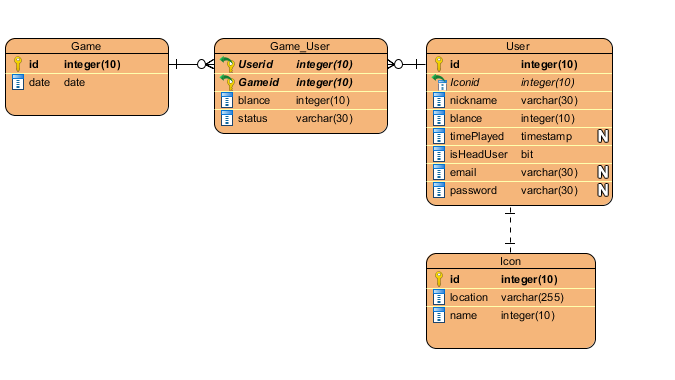 Game
id integer(10)
date date
Game_User
Userid integer(10)
Gameid integer(10)
blance integer(10)
status varchar(30)
User
id integer(10)
Iconid integer(10)
nickname varchar(30)
blance integer(10)
timePlayed timestamp N
isHeadUser bit
email varchar(30) N
password varchar(30) N
Icon
id integer(10)
location varchar(255)
name integer(10)